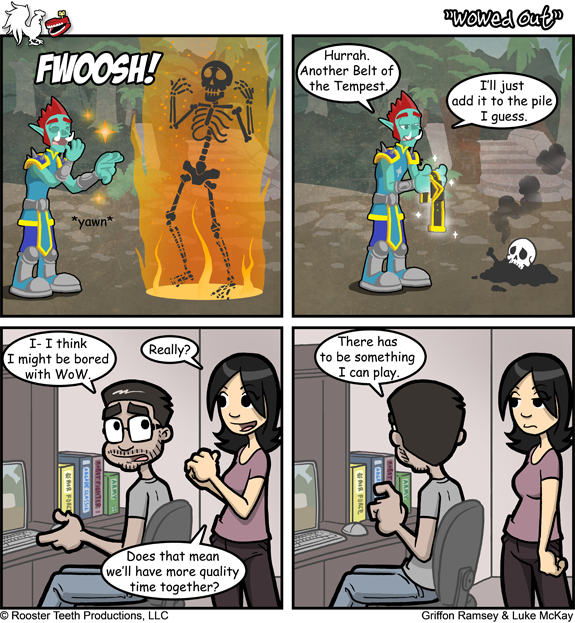 "Wowed Out"
FWOOSH!
*yawn*
Hurrah.
Another Belt of
the Tempest.
I'll just
add it to the pile
I guess.
I- I think
I might be bored
with WoW.
Really?
Does that mean
we'll have more quality
time together?
There has
to be something
I can play.
© Rooster Teeth Productions, LLC
Griffon Ramsey & Luke McKay